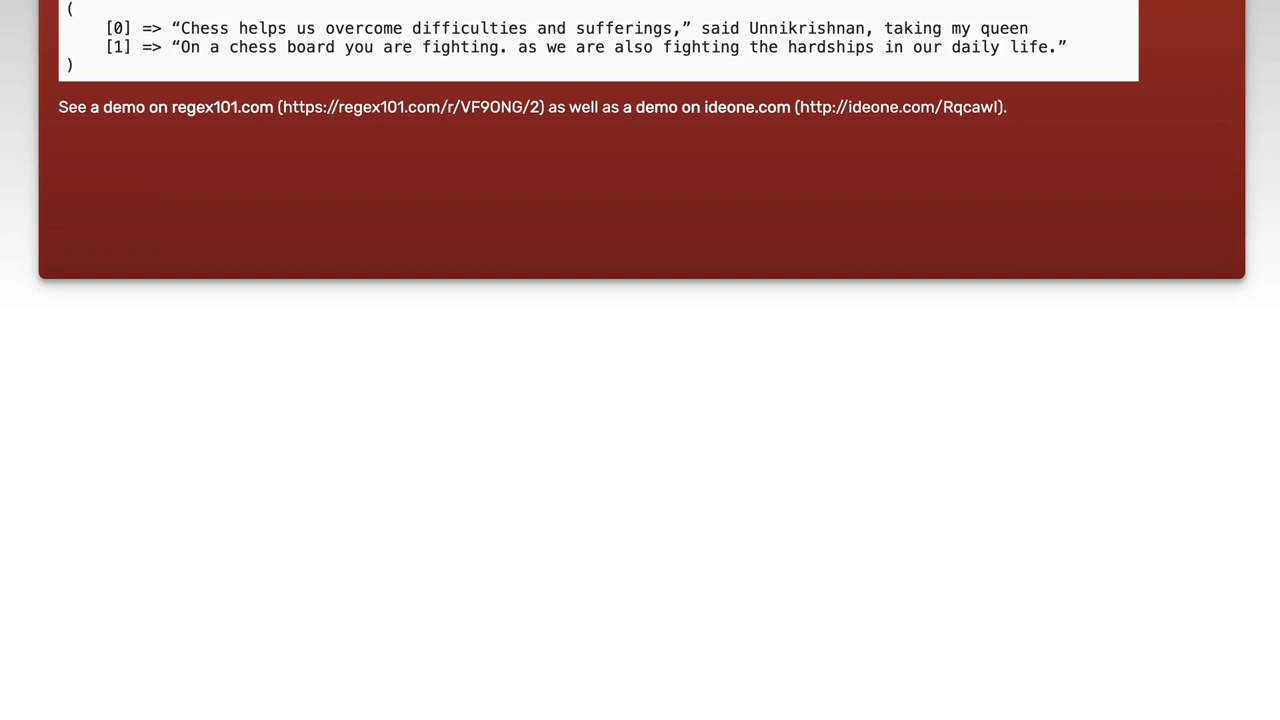 (
[0] => “Chess helps us overcome difficulties and sufferings,” said Unnikrishnan, taking my queen
[1] => “On a chess board you are fighting. as we are also fighting the hardships in our daily life.”
)
See a demo on regex101.com (https://regex101.com/r/VF9ONG/2) as well as a demo on ideone.com (http://ideone.com/Rqcawl).